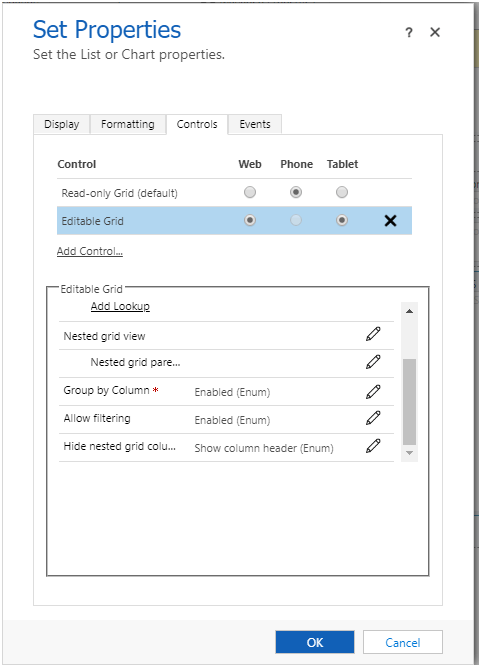 Set Properties
?
Set the List or Chart properties.
Display Formatting Controls Events
Control Web Phone Tablet
Read-only Grid (default)
Editable Grid
Add Control...
Editable Grid
Add Lookup
Nested grid view
Nested grid pare...
Group by Column * Enabled (Enum)
Allow filtering Enabled (Enum)
Hide nested grid colu... Show column header (Enum)
OK Cancel